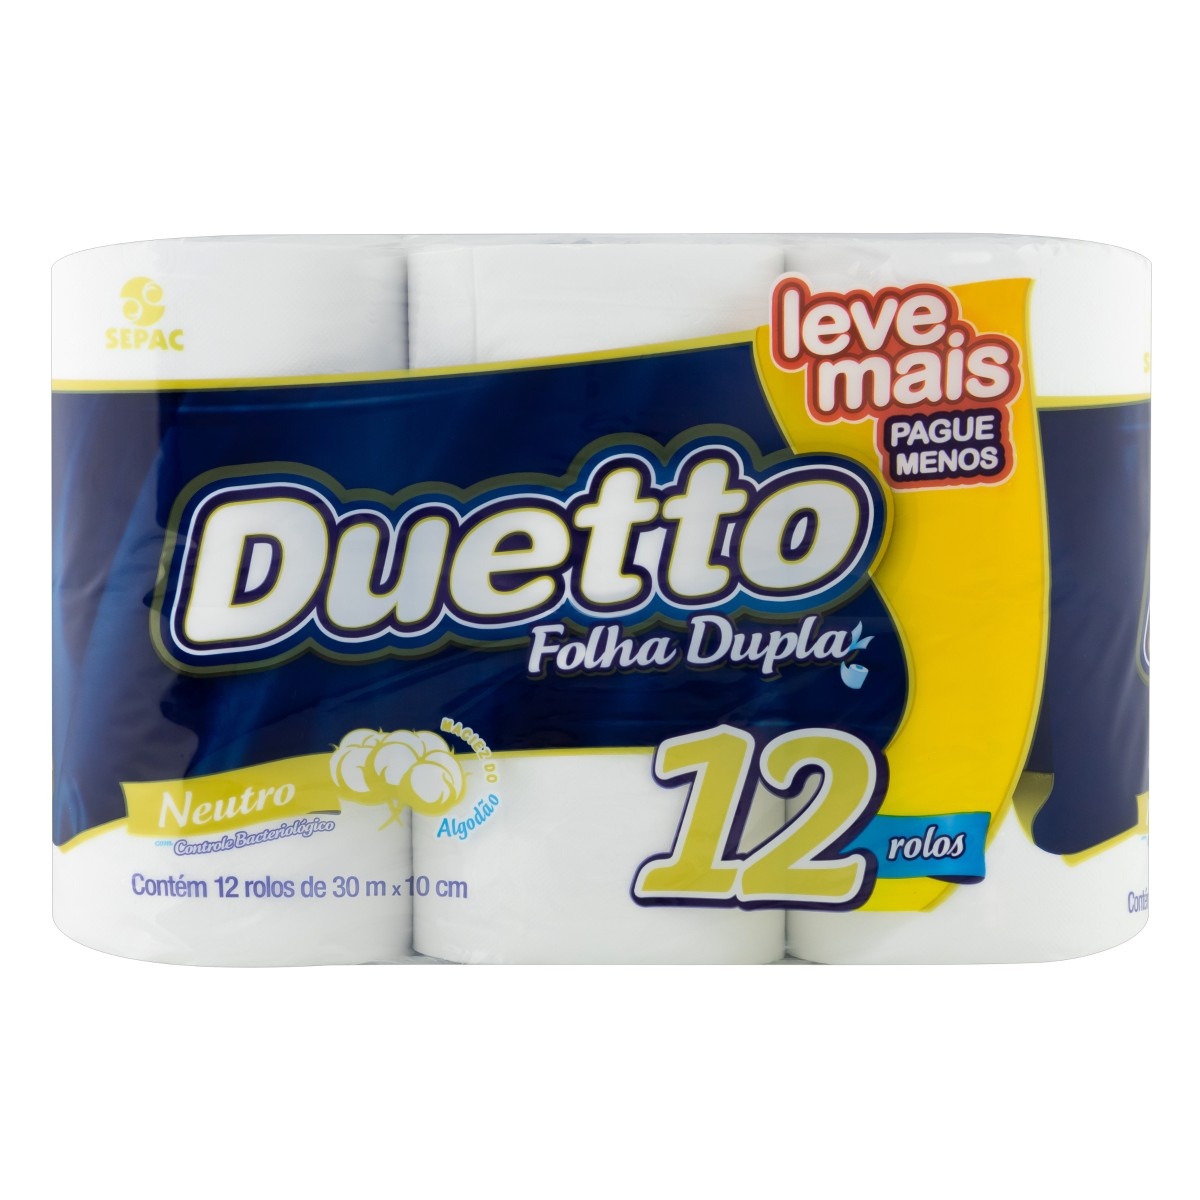 SEPAC
leve
mais
PAGUE
MENOS
Duetto
Folha Dupla
MACIEZ DO
Algodão
Neutro
com Controle Bacteriológico
12
rolos
Contém 12 rolos de 30 m x 10 cm